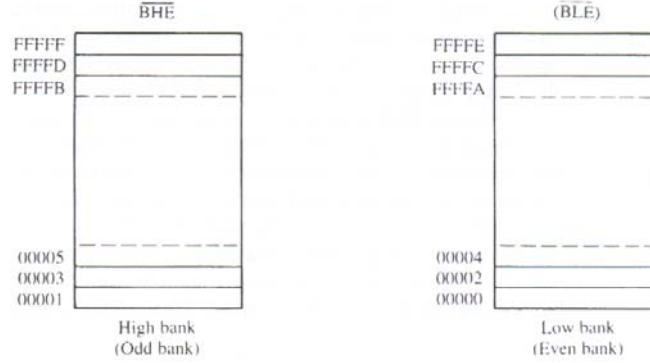 BHE
FFFFF
FFFFD
FFFFB
00005
00003
00001
High bank
(Odd bank)
(BLE)
FFFFE
FFFFC
FFFFA
00004
00002
00000
Low bank
(Even bank)